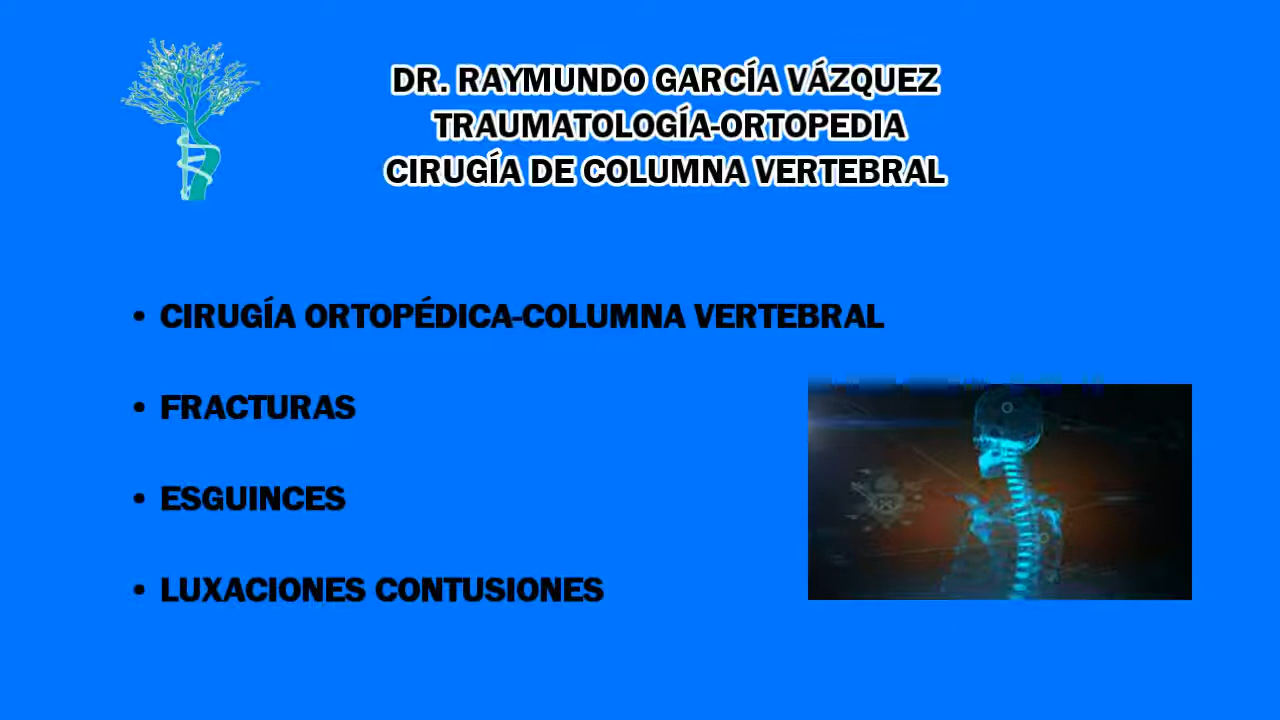 DR. RAYMUNDO GARCÍA VÁZQUEZ
TRAUMATOLOGÍA-ORTOPEDIA
CIRUGÍA DE COLUMNA VERTEBRAL
• CIRUGÍA ORTOPÉDICA-COLUMNA VERTEBRAL
• FRACTURAS
• ESGUINCES
• LUXACIONES CONTUSIONES